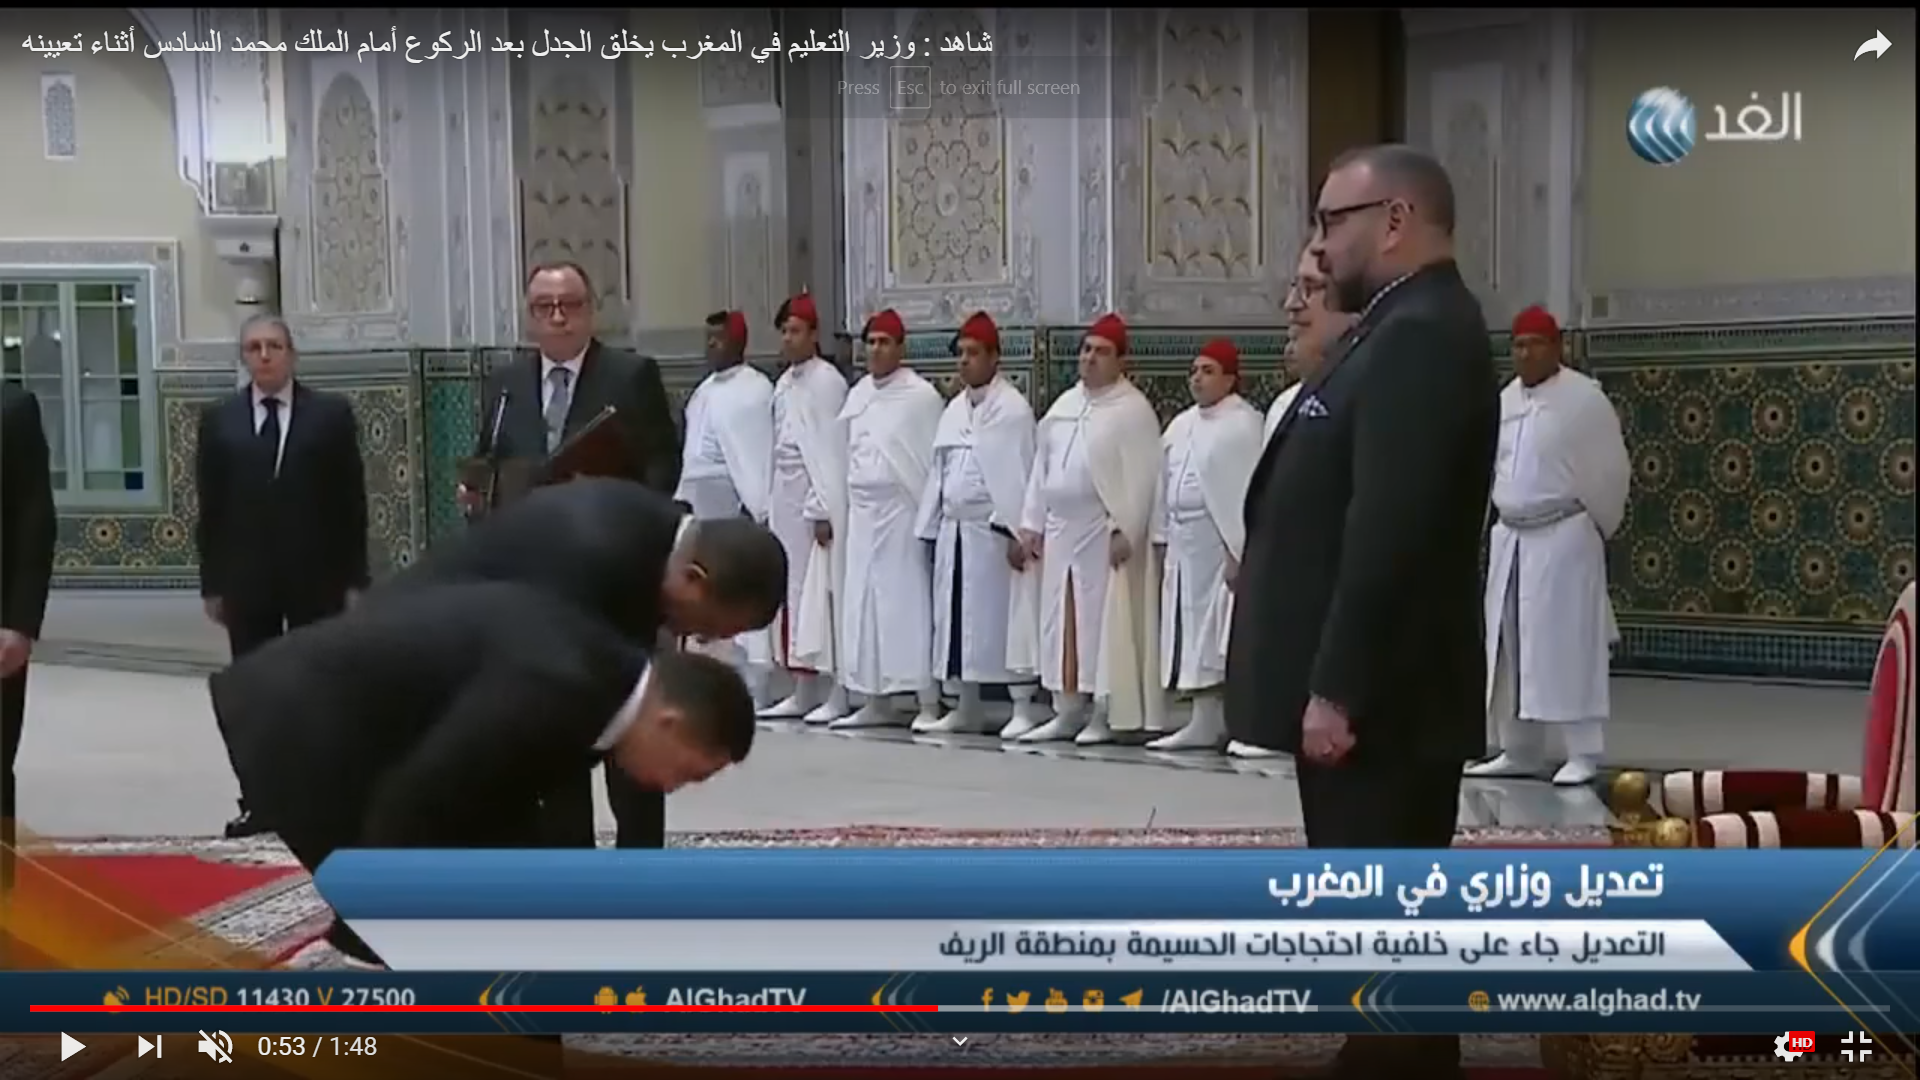 شاهد : وزير التعليم في المغرب يخلق الجدل بعد الركوع أمام الملك محمد السادس أثناء تعيينه
Press Esc to exit full screen
الغد
تعديل وزاري في المغرب
التعديل جاء على خلفية احتجاجات الحسيمة بمنطقة الريف
HD/SD 11430 V 27500 AlGhadTV /AlGhadTV www.alghad.tv
0:53 / 1:48
HD